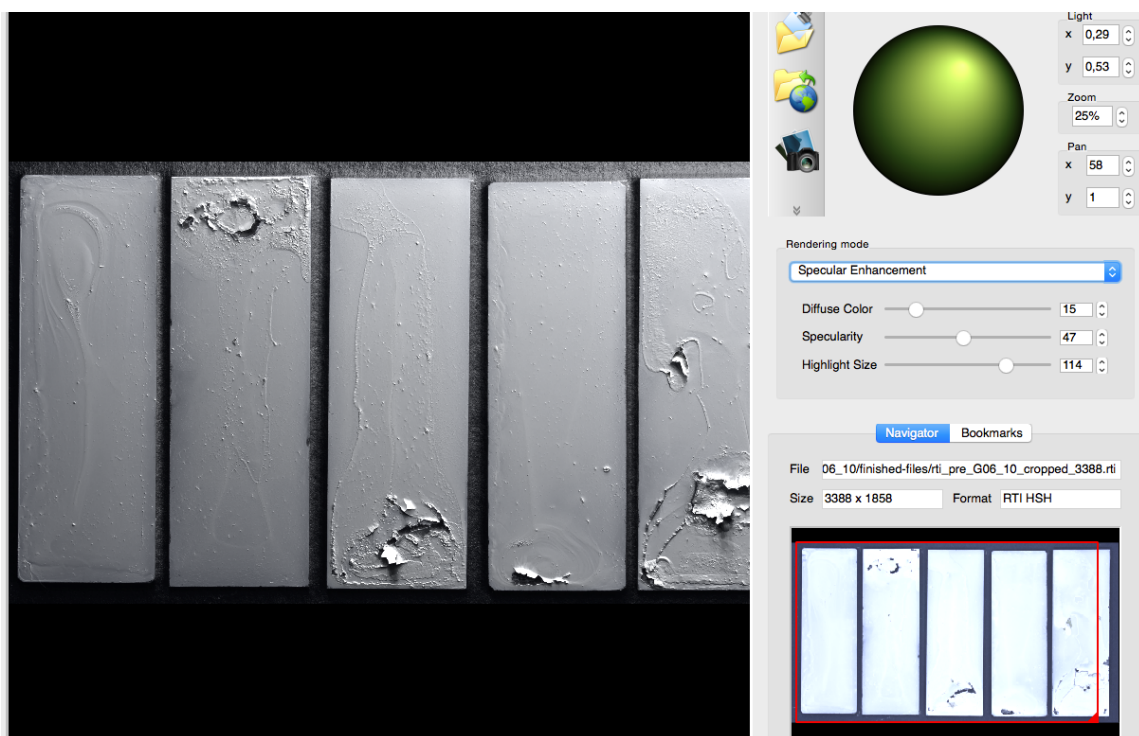 Light
x 0,29
y 0,53
Zoom
25%
Pan
x 58
y 1
Rendering mode
Specular Enhancement
Diffuse Color 15
Specularity 47
Highlight Size 114
Navigator Bookmarks
File 06_10/finished-files/rti_pre_G06_10_cropped_3388.rti
Size 3388 x 1858 Format RTI HSH